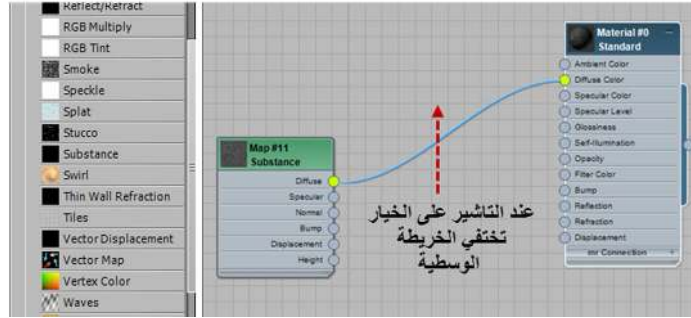 Reflect/Refract
RGB Multiply
RGB Tint
Smoke
Speckle
Splat
Stucco
Substance
Swirl
Thin Wall Refraction
Tiles
Vector Displacement
Vector Map
Vertex Color
Waves
Map #11
Substance
Diffuse
Specular
Normal
Bump
Displacement
Height
عند التاشير على الخيار
تختفي الخريطة
الوسطية
Material #0
Standard
Ambient Color
Diffuse Color
Specular Color
Specular Level
Glossiness
Self-Illumination
Opacity
Filter Color
Bump
Reflection
Refraction
Displacement
mr Connection